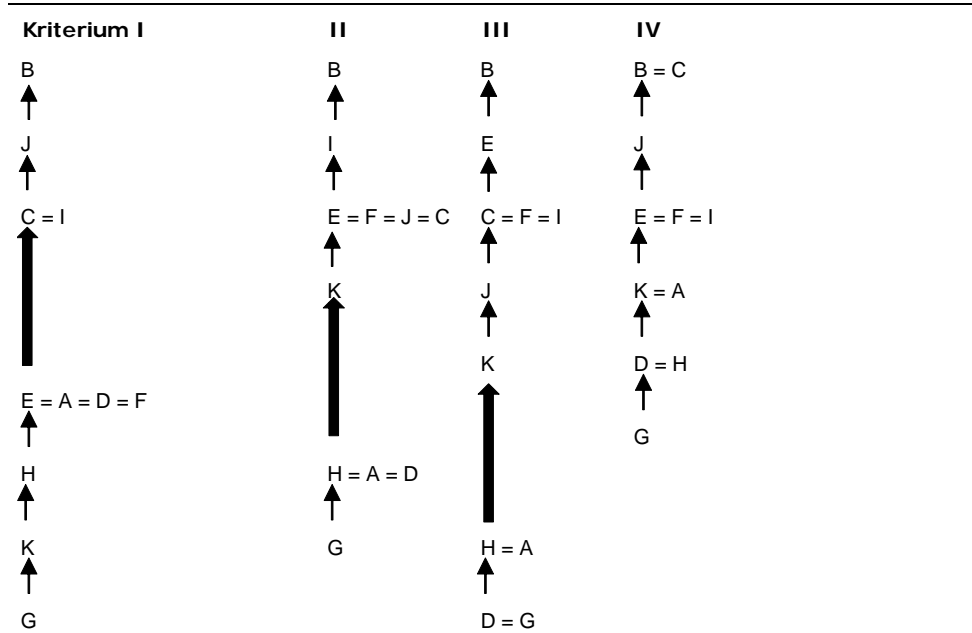 Kriterium I II III IV
B B B B = C
J I E J
C = I E = F = J = C C = F = I E = F = I
K J K = A
K D = H
E = A = D = F
G
H H = A = D
K G H = A
G D = G